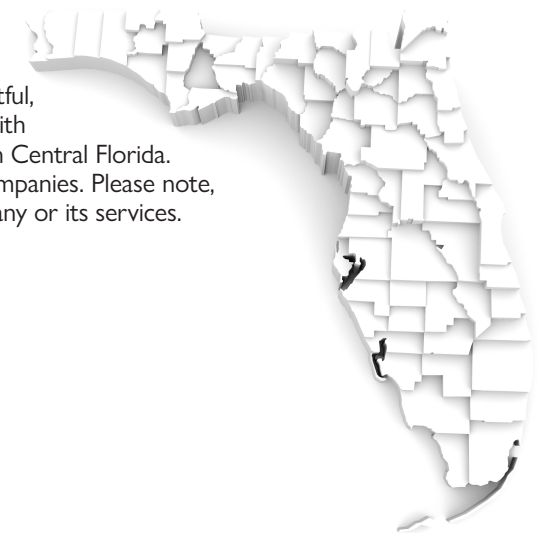 tful,
ith
n Central Florida.
mpanies. Please note,
any or its services.